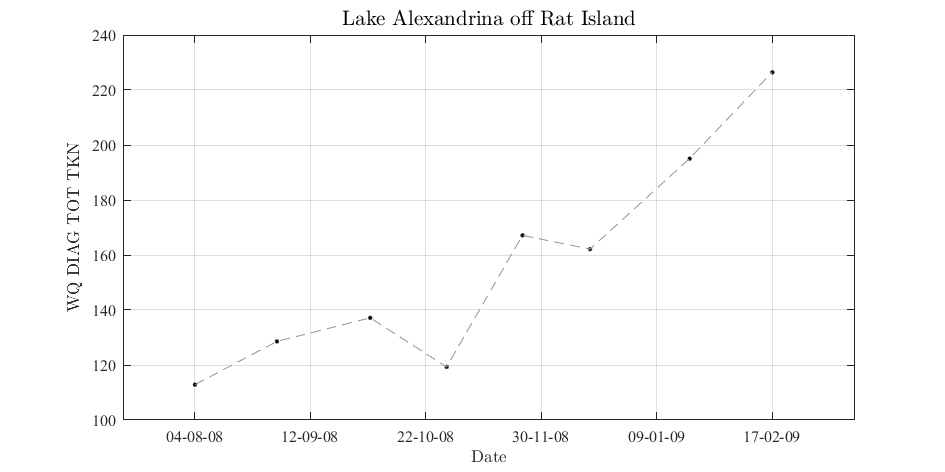 Lake Alexandrina off Rat Island
240
220
200
180
160
140
120
100
WQ DIAG TOT TKN
04-08-08 12-09-08 22-10-08 30-11-08 09-01-09 17-02-09
Date